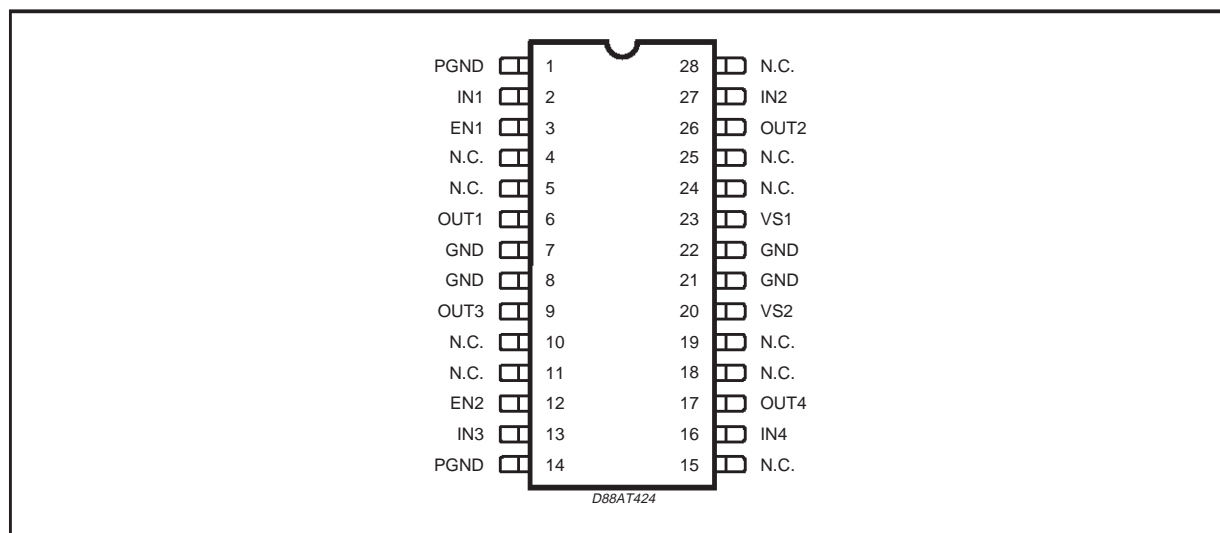 PGND 1 28 N.C.
IN1 2 27 IN2
EN1 3 26 OUT2
N.C. 4 25 N.C.
N.C. 5 24 N.C.
OUT1 6 23 VS1
GND 7 22 GND
GND 8 21 GND
OUT3 9 20 VS2
N.C. 10 19 N.C.
N.C. 11 18 N.C.
EN2 12 17 OUT4
IN3 13 16 IN4
PGND 14 15 N.C.
D88AT424